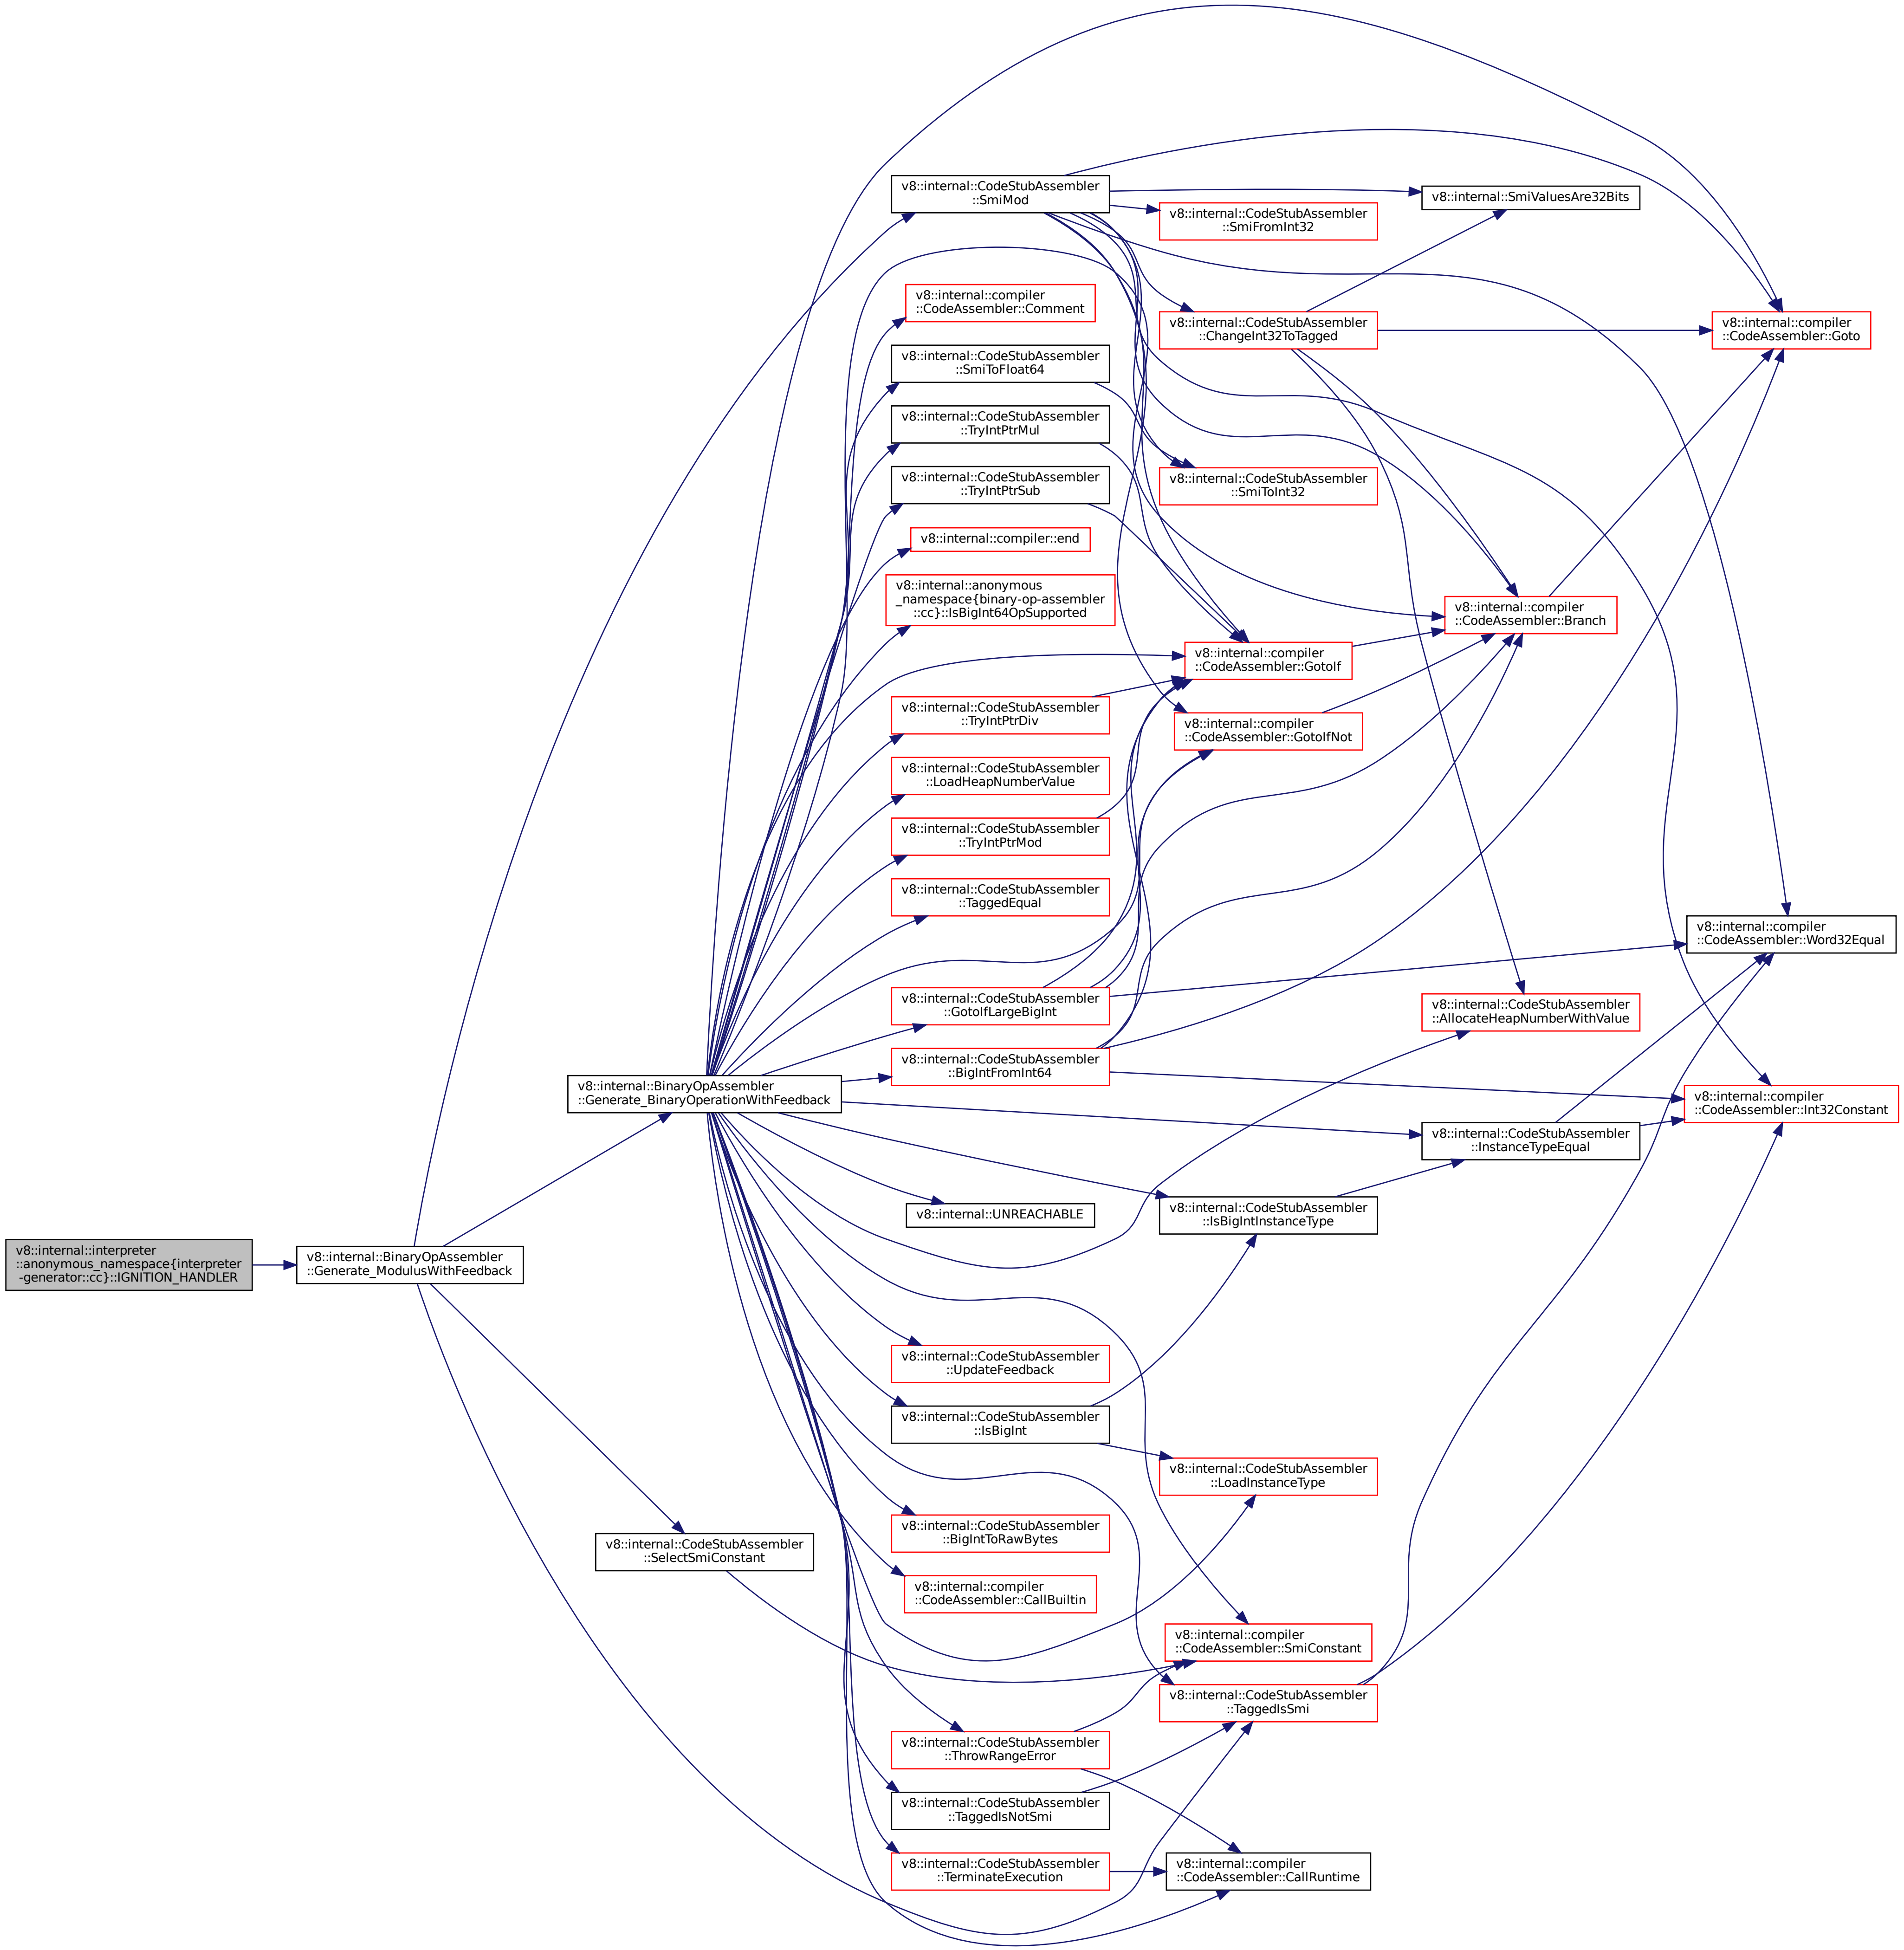 v8::internal::interpreter
::anonymous_namespace{interpreter
-generator::cc}::IGNITION_HANDLER
v8::internal::BinaryOpAssembler
::Generate_ModulusWithFeedback
v8::internal::BinaryOpAssembler
::Generate_BinaryOperationWithFeedback
v8::internal::CodeStubAssembler
::SelectSmiConstant
v8::internal::CodeStubAssembler
::SmiMod
v8::internal::compiler
::CodeAssembler::Comment
v8::internal::CodeStubAssembler
::SmiToFloat64
v8::internal::CodeStubAssembler
::TryIntPtrMul
v8::internal::CodeStubAssembler
::TryIntPtrSub
v8::internal::compiler::end
v8::internal::anonymous
_namespace{binary-op-assembler
::cc}::IsBigInt64OpSupported
v8::internal::CodeStubAssembler
::TryIntPtrDiv
v8::internal::CodeStubAssembler
::LoadHeapNumberValue
v8::internal::CodeStubAssembler
::TryIntPtrMod
v8::internal::CodeStubAssembler
::TaggedEqual
v8::internal::CodeStubAssembler
::GotoIfLargeBigInt
v8::internal::CodeStubAssembler
::BigIntFromInt64
v8::internal::UNREACHABLE
v8::internal::CodeStubAssembler
::UpdateFeedback
v8::internal::CodeStubAssembler
::IsBigInt
v8::internal::CodeStubAssembler
::BigIntToRawBytes
v8::internal::compiler
::CodeAssembler::CallBuiltin
v8::internal::CodeStubAssembler
::ThrowRangeError
v8::internal::CodeStubAssembler
::TaggedIsNotSmi
v8::internal::CodeStubAssembler
::TerminateExecution
v8::internal::CodeStubAssembler
::SmiFromInt32
v8::internal::CodeStubAssembler
::ChangeInt32ToTagged
v8::internal::CodeStubAssembler
::SmiToInt32
v8::internal::compiler
::CodeAssembler::GotoIf
v8::internal::compiler
::CodeAssembler::GotoIfNot
v8::internal::CodeStubAssembler
::IsBigIntInstanceType
v8::internal::CodeStubAssembler
::LoadInstanceType
v8::internal::compiler
::CodeAssembler::SmiConstant
v8::internal::CodeStubAssembler
::TaggedIsSmi
v8::internal::compiler
::CodeAssembler::CallRuntime
v8::internal::SmiValuesAre32Bits
v8::internal::compiler
::CodeAssembler::Branch
v8::internal::CodeStubAssembler
::AllocateHeapNumberWithValue
v8::internal::CodeStubAssembler
::InstanceTypeEqual
v8::internal::compiler
::CodeAssembler::Goto
v8::internal::compiler
::CodeAssembler::Word32Equal
v8::internal::compiler
::CodeAssembler::Int32Constant